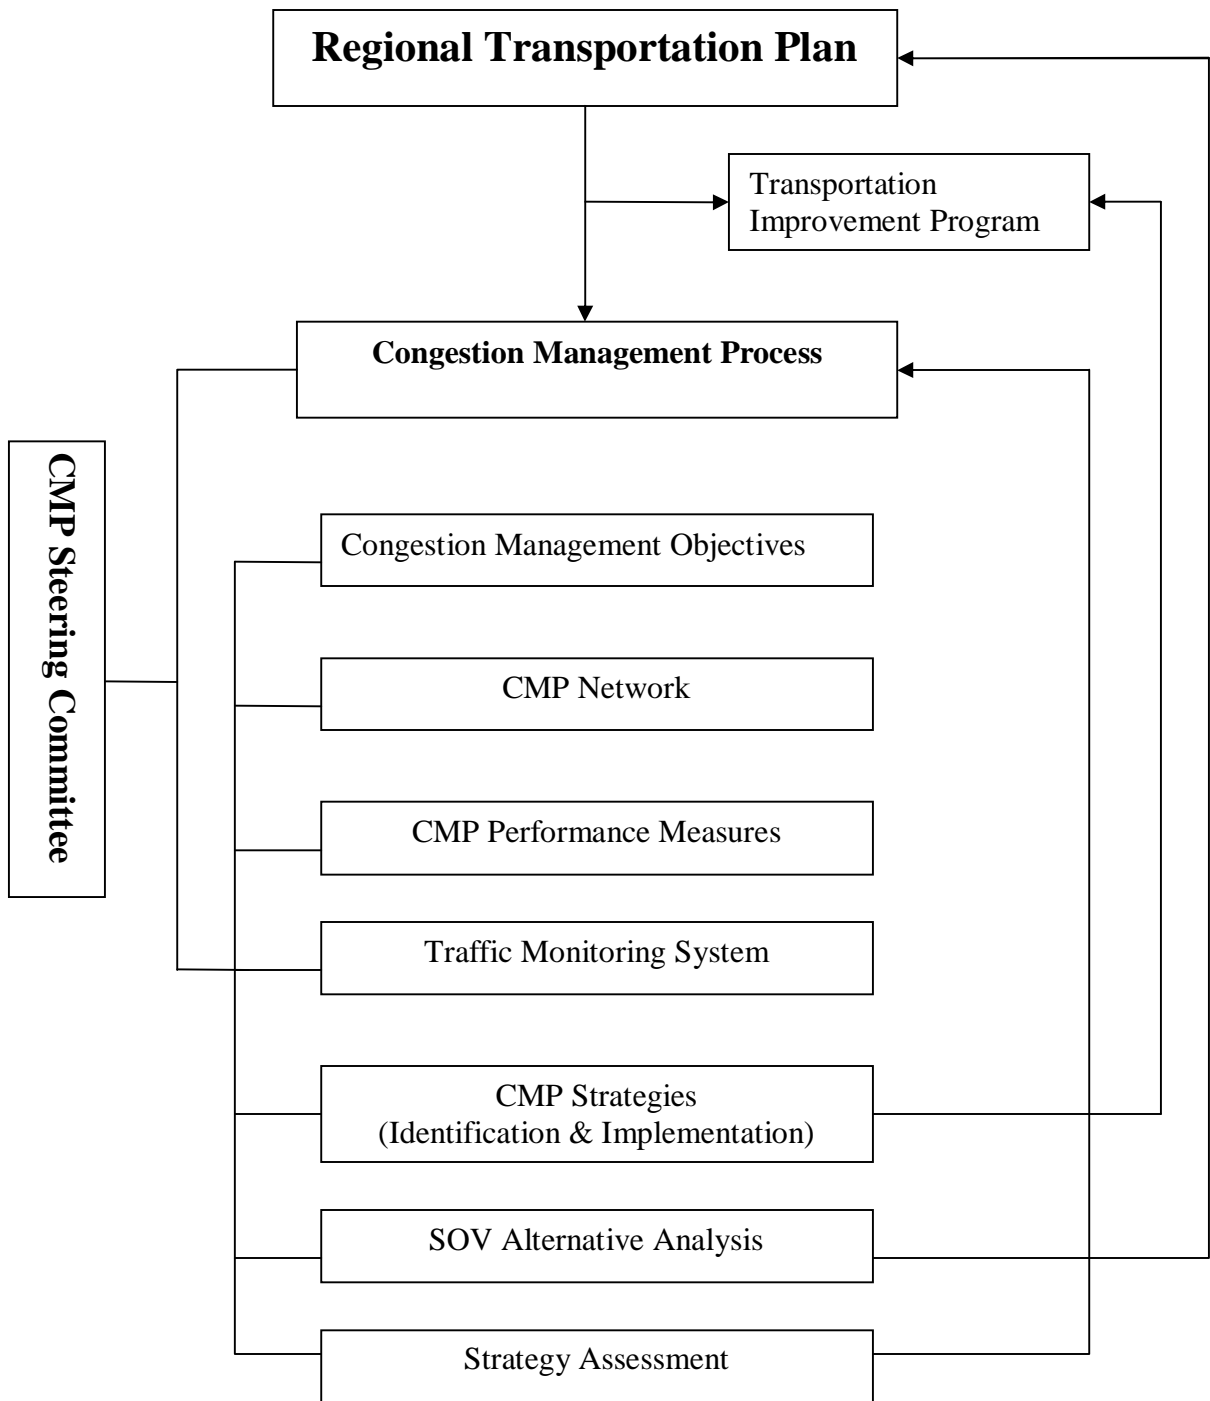 Regional Transportation Plan
Transportation
Improvement Program
Congestion Management Process
CMP Steering Committee
Congestion Management Objectives
CMP Network
CMP Performance Measures
Traffic Monitoring System
CMP Strategies
(Identification & Implementation)
SOV Alternative Analysis
Strategy Assessment